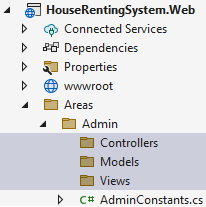 HouseRentingSystem.Web
Connected Services
Dependencies
Properties
wwwroot
Areas
Admin
Controllers
Models
Views
C# AdminConstants.cs